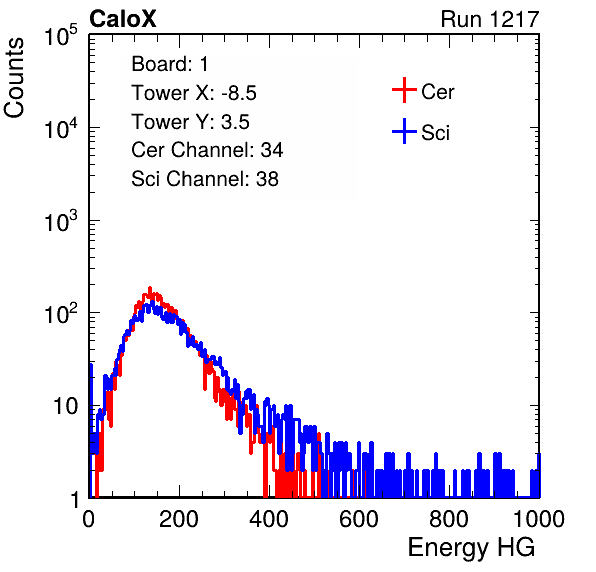 CaloX Run 1217
Board: 1
Tower X: -8.5
Tower Y: 3.5
Cer Channel: 34
Sci Channel: 38
Cer
Sci
Counts
10^5
10^4
10^3
10^2
10
1
0 200 400 600 800 1000
Energy HG